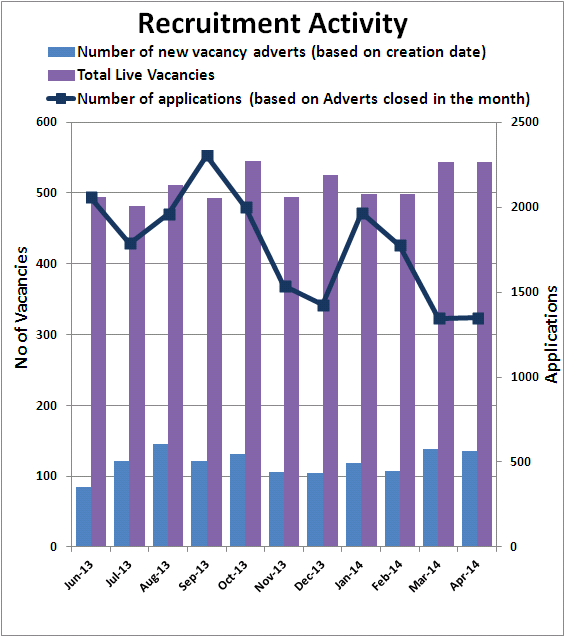 Recruitment Activity
Number of new vacancy adverts (based on creation date)
Total Live Vacancies
Number of applications (based on Adverts closed in the month)
600
500
400
300
200
100
0
No of Vacancies
2500
2000
1500
1000
500
0
Applications
Jun-13
Jul-13
Aug-13
Sep-13
Oct-13
Nov-13
Dec-13
Jan-14
Feb-14
Mar-14
Apr-14